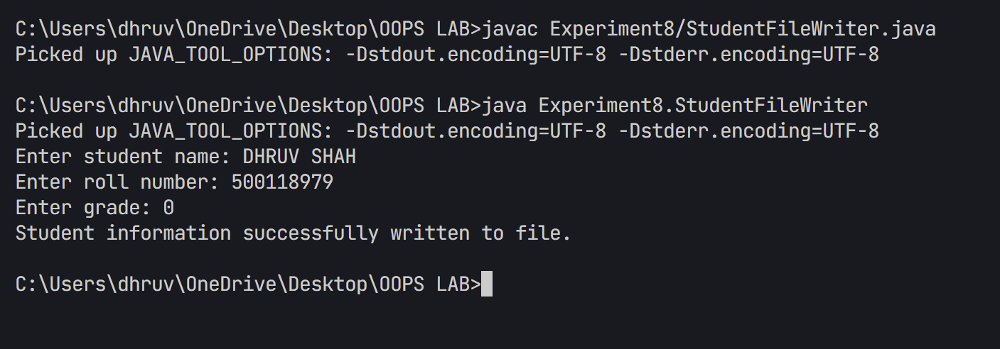 C:\Users\dhruv\OneDrive\Desktop\OOPS LAB>javac Experiment8/StudentFileWriter.java
Picked up JAVA_TOOL_OPTIONS: -Dstdout.encoding=UTF-8 -Dstderr.encoding=UTF-8
C:\Users\dhruv\OneDrive\Desktop\OOPS LAB>java Experiment8.StudentFileWriter
Picked up JAVA_TOOL_OPTIONS: -Dstdout.encoding=UTF-8 -Dstderr.encoding=UTF-8
Enter student name: DHRUV SHAH
Enter roll number: 500118979
Enter grade: 0
Student information successfully written to file.
C:\Users\dhruv\OneDrive\Desktop\OOPS LAB>